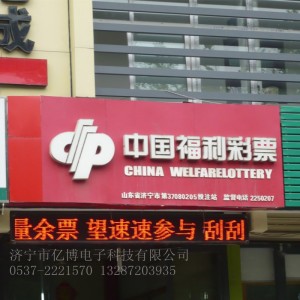 成
中国福利彩票
CHINA WELFARELOTTERY
山东省济宁市第37080205投注站 监督电话 2250287
量余票 望速速参与 刮刮
济宁市亿博电子科技有限公司
0537-2221570 13287203935